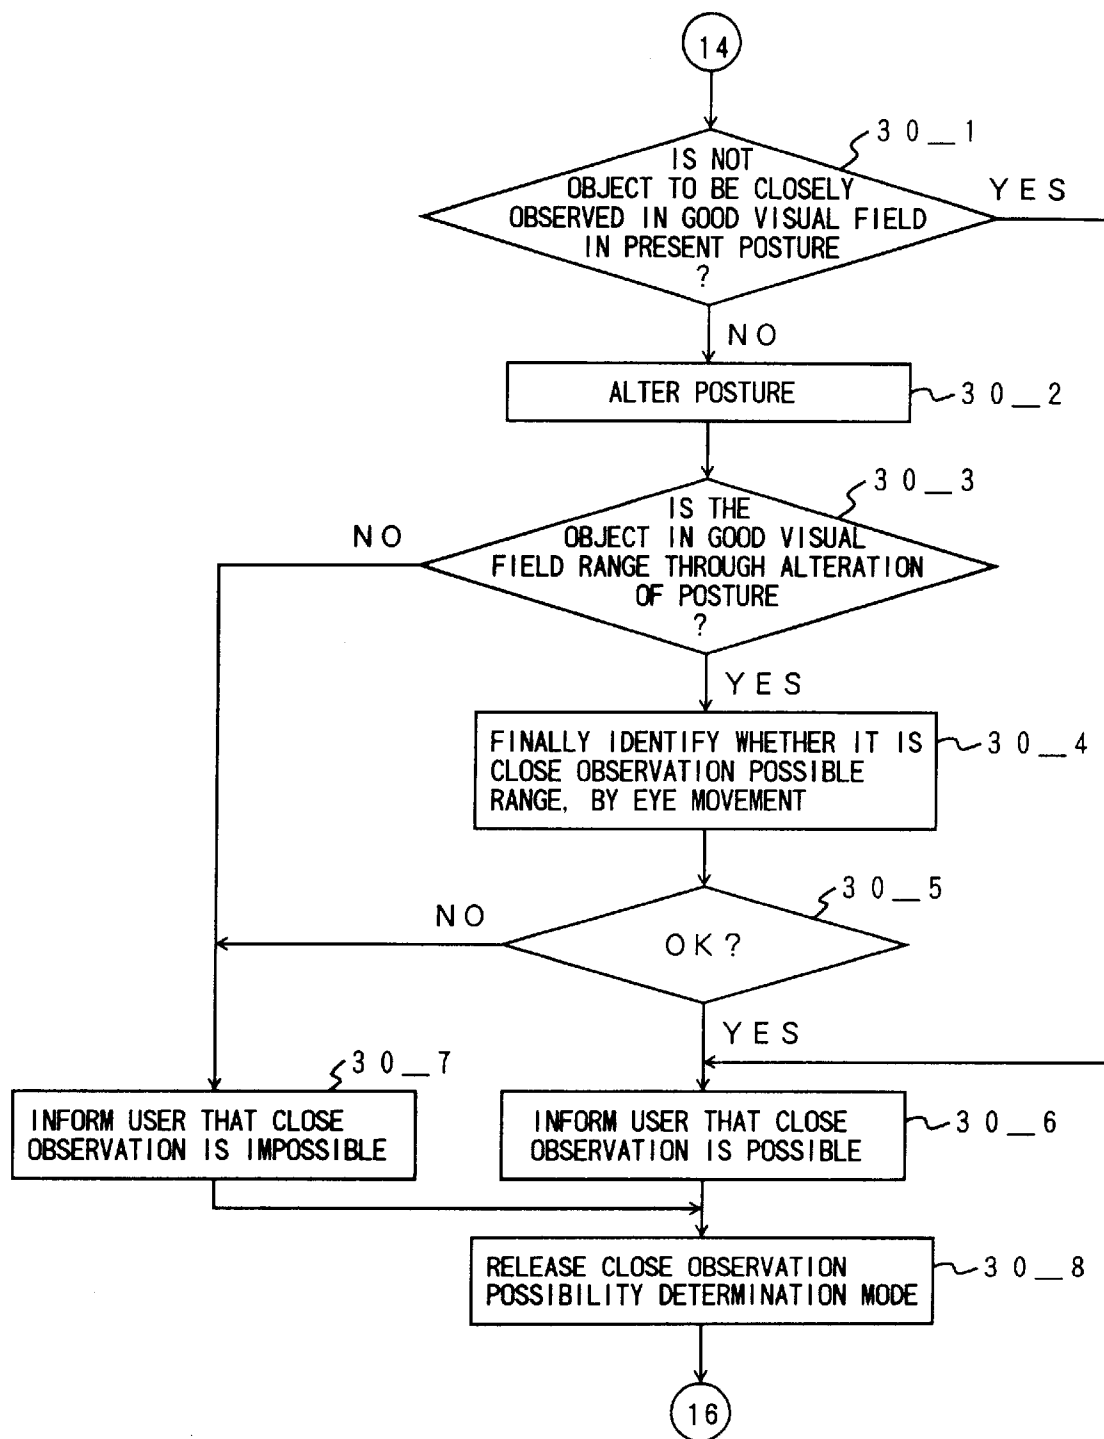 14
30_1
IS NOT
OBJECT TO BE CLOSELY
OBSERVED IN GOOD VISUAL FIELD
IN PRESENT POSTURE
?
YES
NO
ALTER POSTURE
30_2
30_3
IS THE
OBJECT IN GOOD VISUAL
FIELD RANGE THROUGH ALTERATION
OF POSTURE
?
NO
YES
FINALLY IDENTIFY WHETHER IT IS
CLOSE OBSERVATION POSSIBLE
RANGE, BY EYE MOVEMENT
30_4
30_5
NO
OK?
YES
30_7
INFORM USER THAT CLOSE
OBSERVATION IS IMPOSSIBLE
INFORM USER THAT CLOSE
OBSERVATION IS POSSIBLE
30_6
RELEASE CLOSE OBSERVATION
POSSIBILITY DETERMINATION MODE
30_8
16